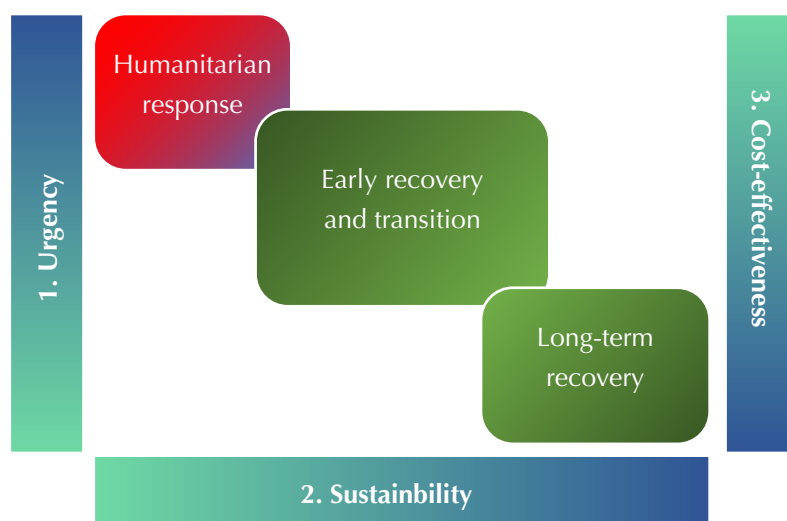 Humanitarian
response
Early recovery
and transition
Long-term
recovery
1. Urgency
2. Sustainbility
3. Cost-effectiveness